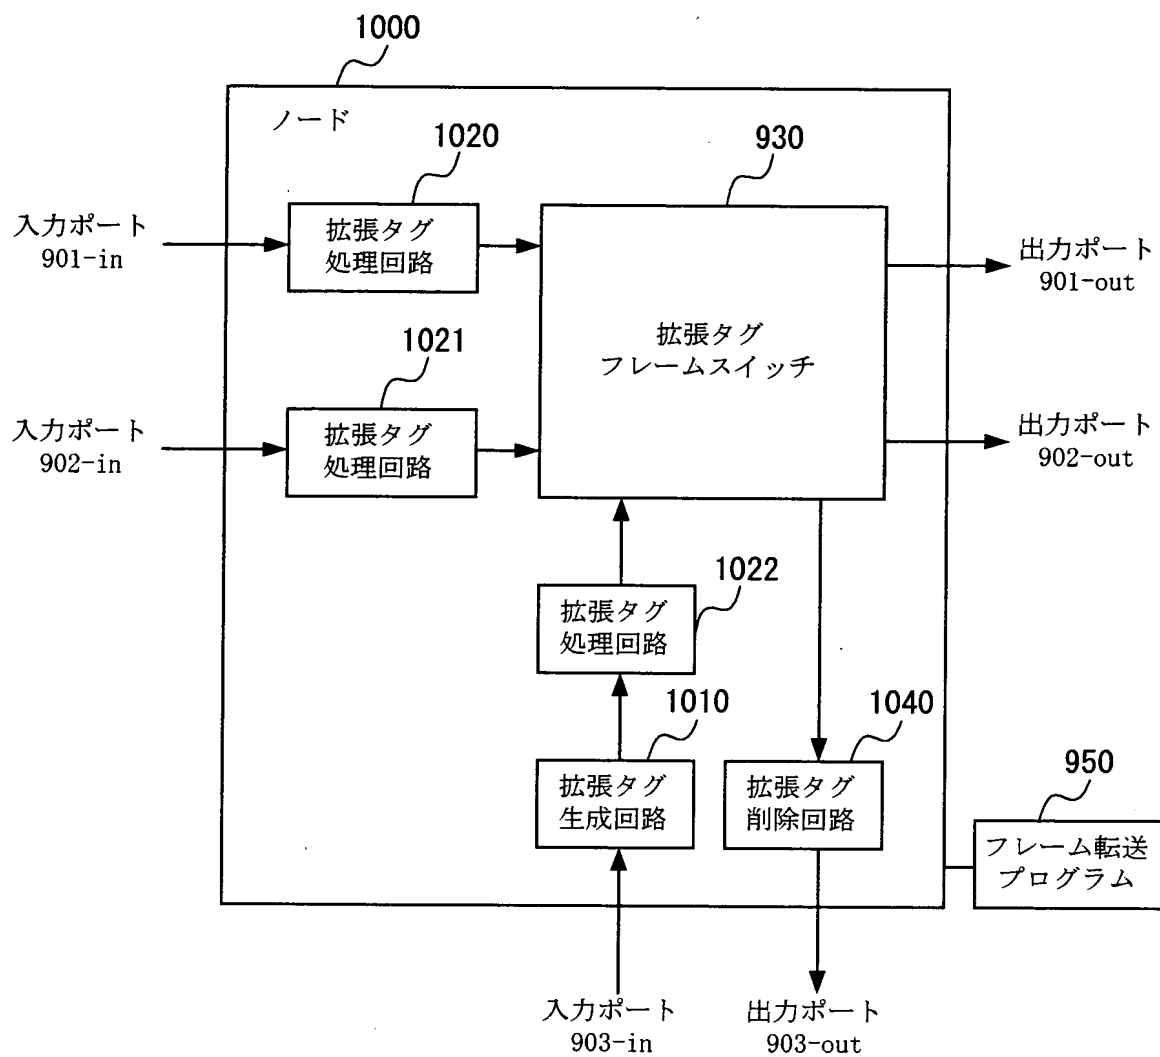 1000
ノード
1020
930
入力ポート
901-in
拡張タグ
処理回路
出力ポート
901-out
拡張タグ
フレームスイッチ
1021
入力ポート
902-in
拡張タグ
処理回路
出力ポート
902-out
1022
拡張タグ
処理回路
1010
1040
拡張タグ
生成回路
拡張タグ
削除回路
950
フレーム転送
プログラム
入力ポート
903-in
出力ポート
903-out